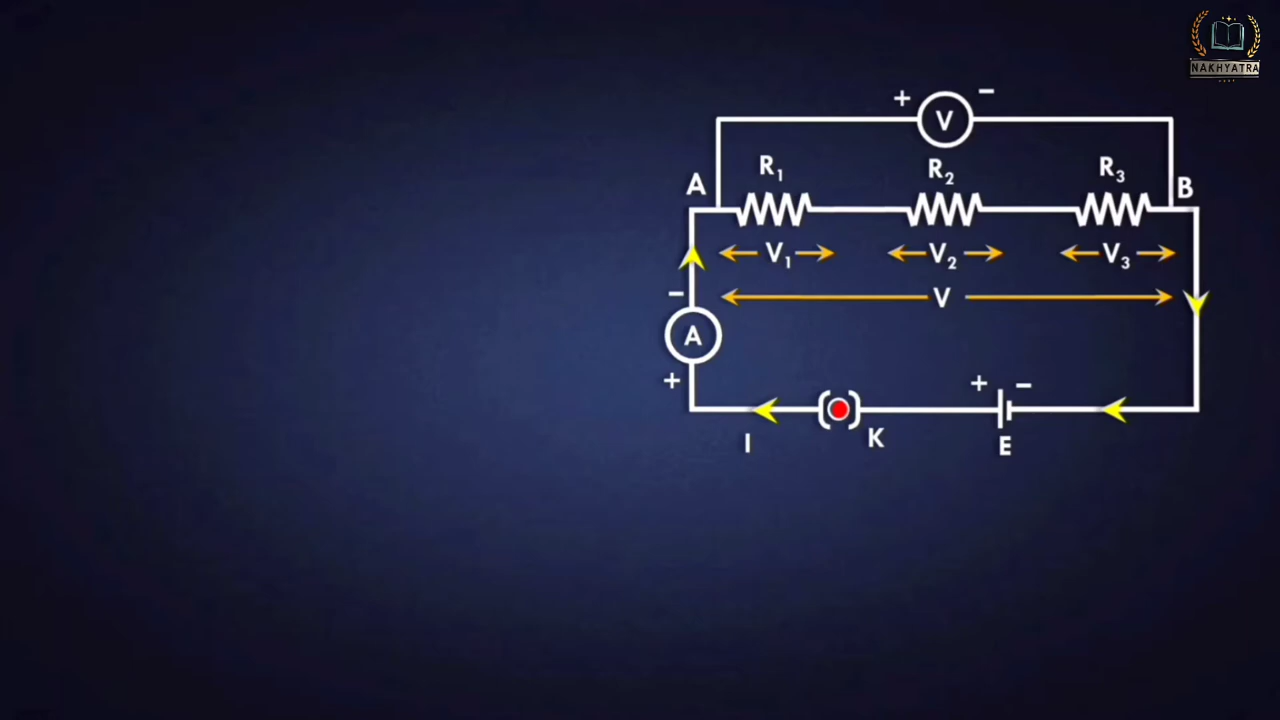 NAKHYATRA
+ −
V
R₁ R₂ R₃
A B
V₁ V₂ V₃
− V
A
+ + −
I K E